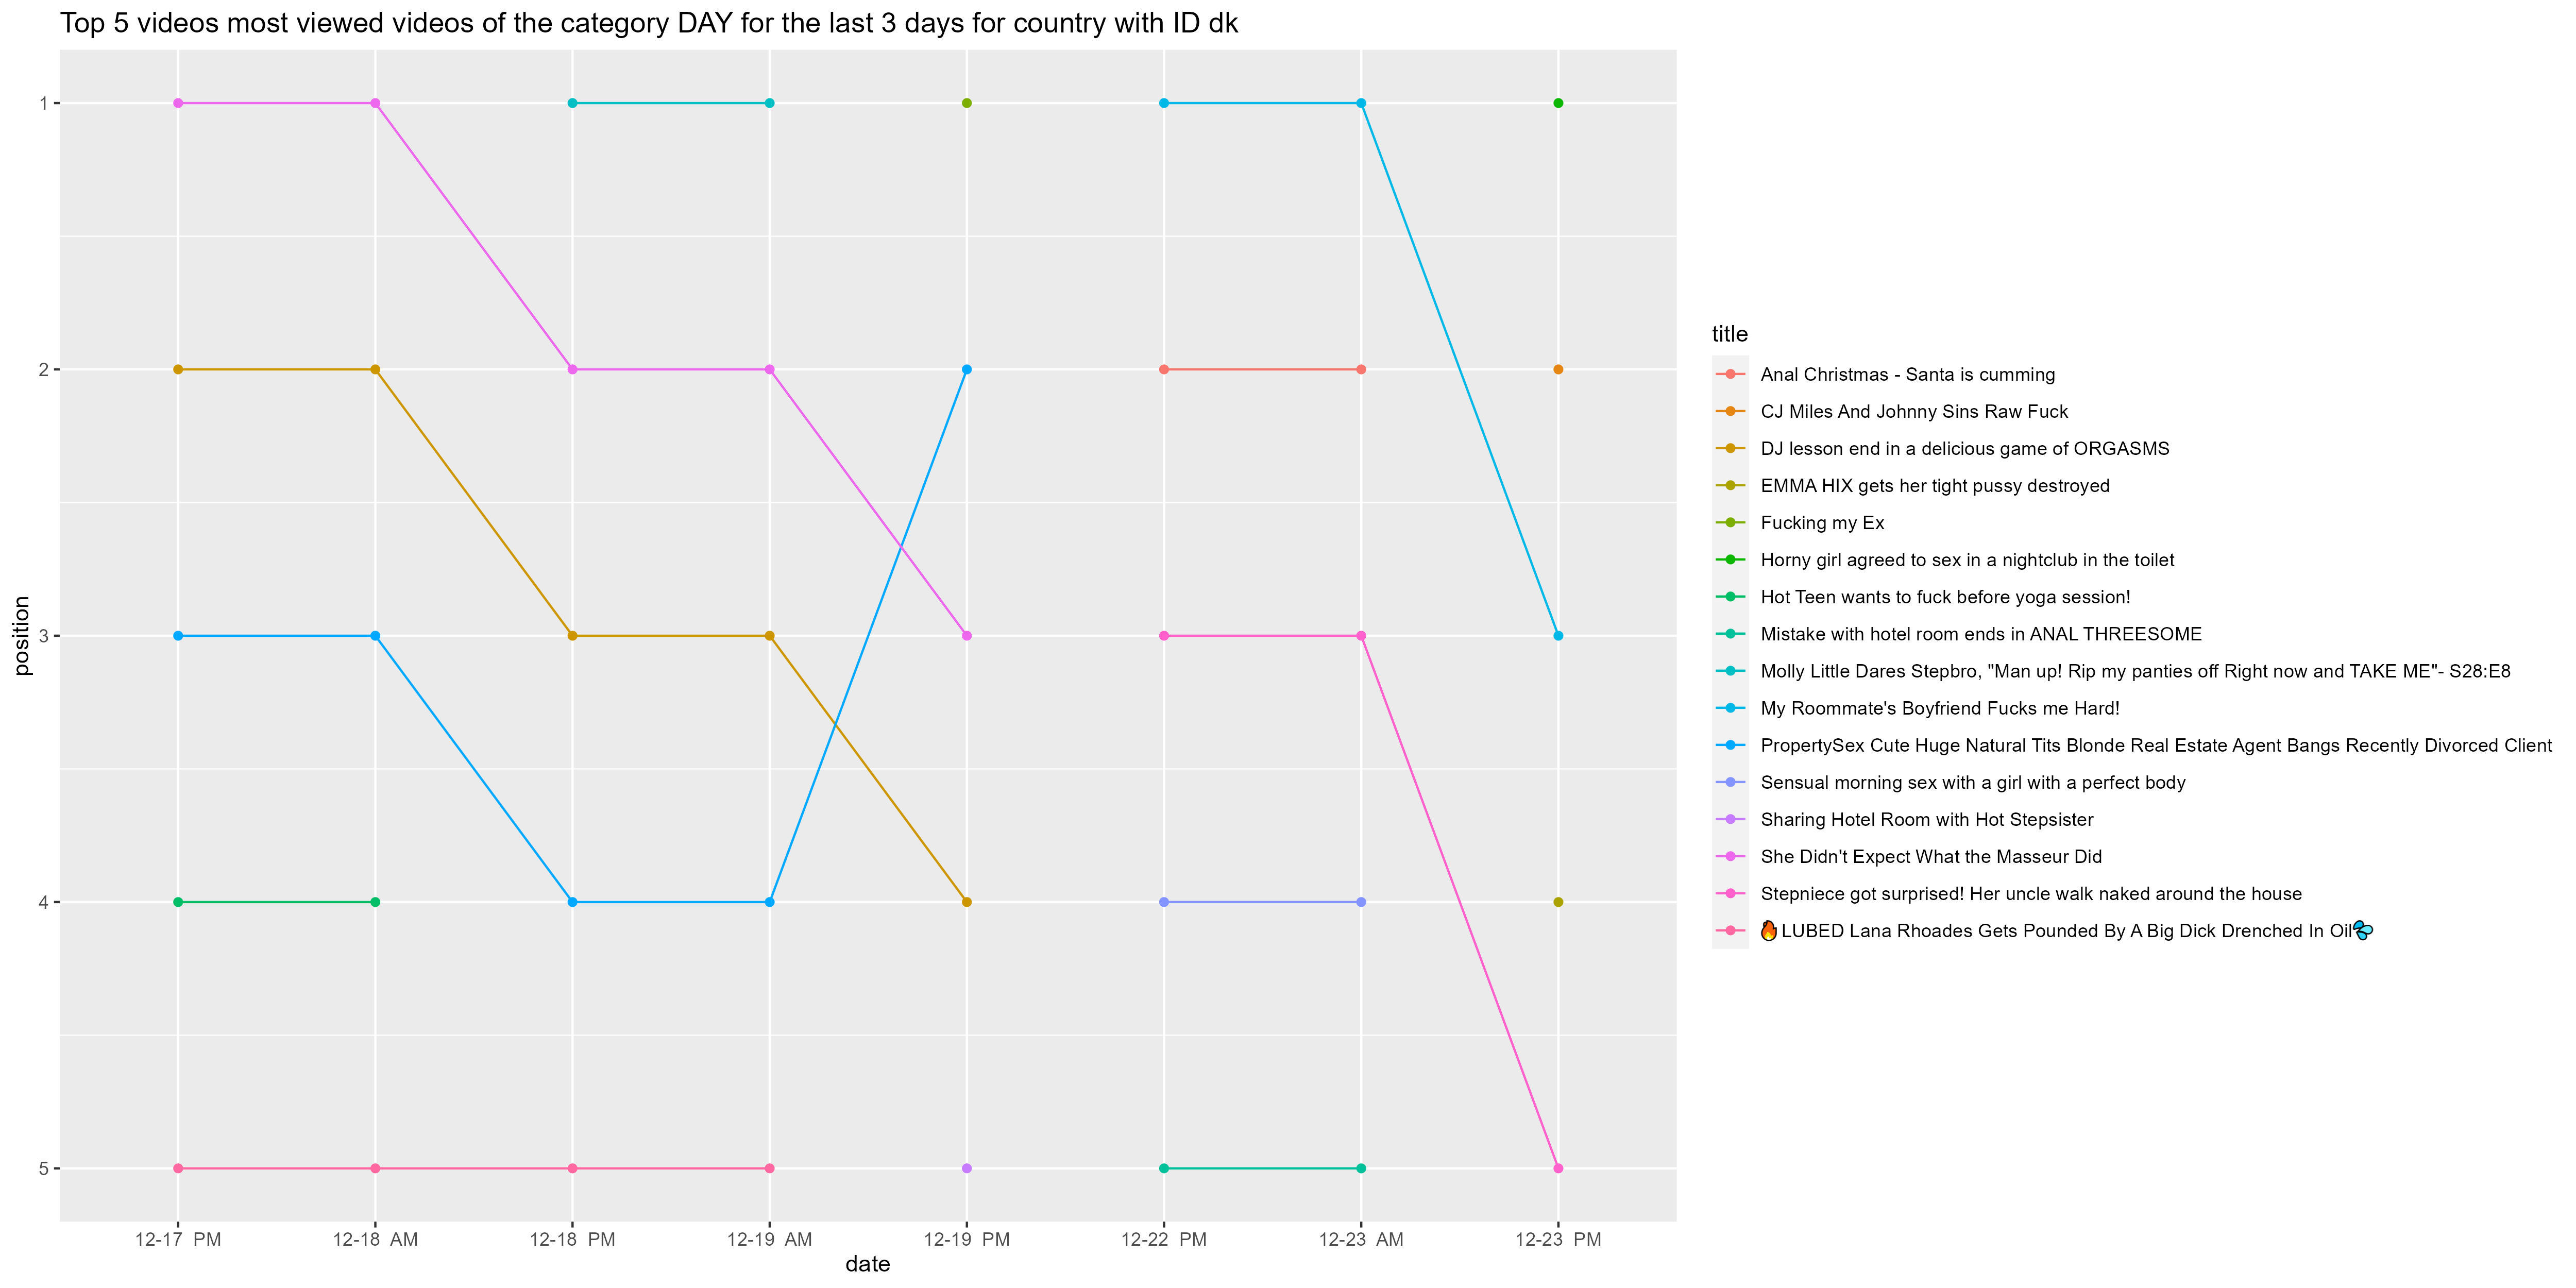 Top 5 videos most viewed videos of the category DAY for the last 3 days for country with ID dk
position
1
2
3
4
5
12-17 PM
12-18 AM
12-18 PM
12-19 AM
12-19 PM
12-22 PM
12-23 AM
12-23 PM
date
title
Anal Christmas - Santa is cumming
CJ Miles And Johnny Sins Raw Fuck
DJ lesson end in a delicious game of ORGASMS
EMMA HIX gets her tight pussy destroyed
Fucking my Ex
Horny girl agreed to sex in a nightclub in the toilet
Hot Teen wants to fuck before yoga session!
Mistake with hotel room ends in ANAL THREESOME
Molly Little Dares Stepbro, "Man up! Rip my panties off Right now and TAKE ME"- S28:E8
My Roommate's Boyfriend Fucks me Hard!
PropertySex Cute Huge Natural Tits Blonde Real Estate Agent Bangs Recently Divorced Client
Sensual morning sex with a girl with a perfect body
Sharing Hotel Room with Hot Stepsister
She Didn't Expect What the Masseur Did
Stepniece got surprised! Her uncle walk naked around the house
🔥LUBED Lana Rhoades Gets Pounded By A Big Dick Drenched In Oil💦